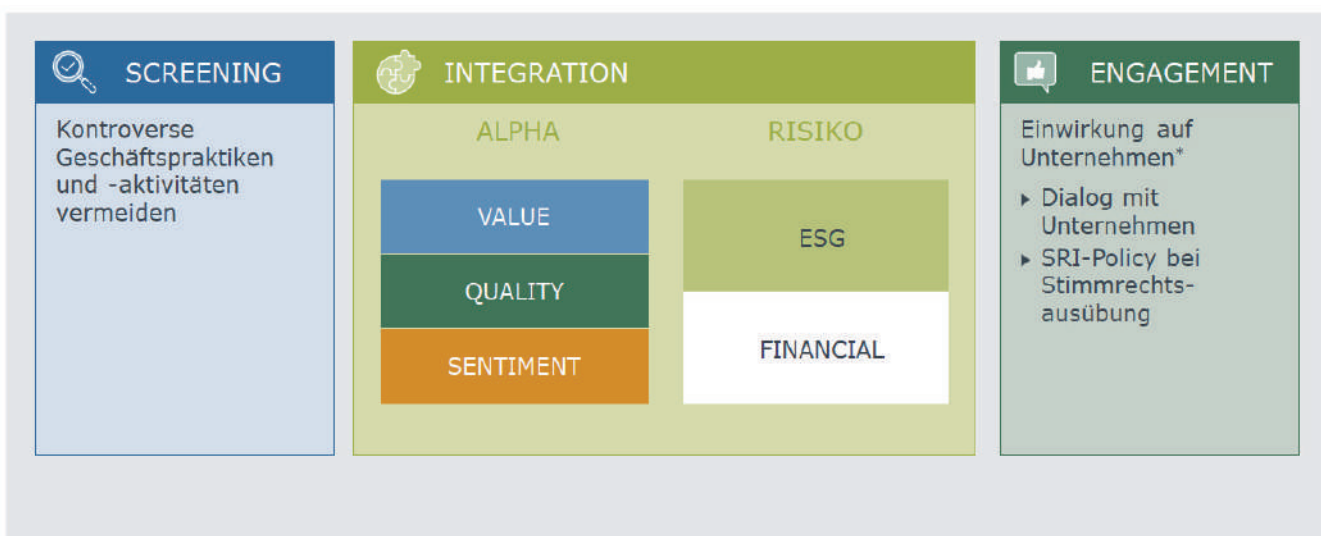 SCREENING
Kontroverse
Geschäftspraktiken
und -aktivitäten
vermeiden
INTEGRATION
ALPHA
VALUE
QUALITY
SENTIMENT
RISIKO
ESG
FINANCIAL
ENGAGEMENT
Einwirkung auf
Unternehmen*
▸ Dialog mit
Unternehmen
▸ SRI-Policy bei
Stimmrechts-
ausübung